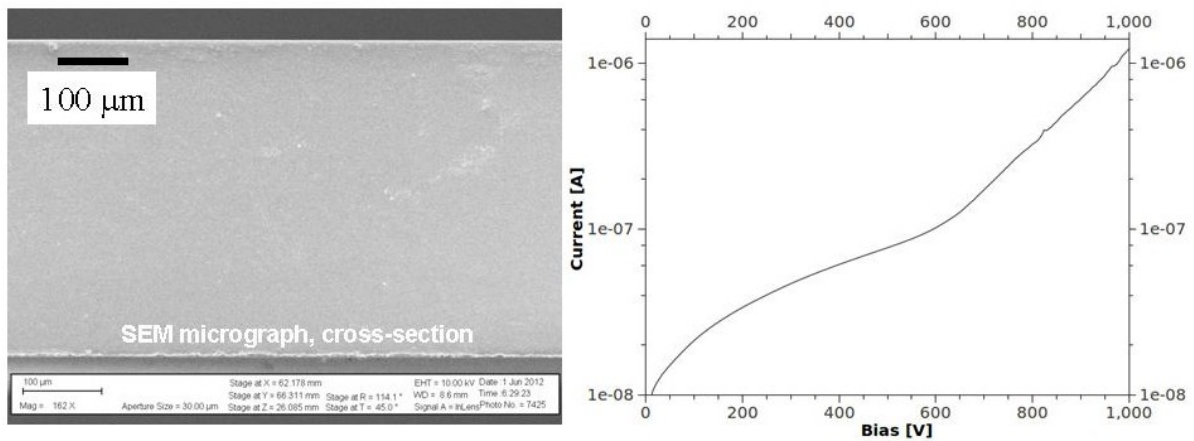 100 μm
SEM micrograph, cross-section
100 μm
Mag = 162 X
Aperture Size = 30.00 μm
Stage at X = 62.178 mm
Stage at Y = 66.311 mm
Stage at Z = 26.085 mm
Stage at R = 114.1 °
Stage at T = 45.0 °
EHT = 10.00 kV
WD = 8.6 mm
Signal A = InLens
Date :1 Jun 2012
Time :6:29:23
Photo No. = 7425
0 200 400 600 800 1,000
1e-06 1e-06
1e-07 1e-07
1e-08 1e-08
Current [A]
0 200 400 600 800 1,000
Bias [V]